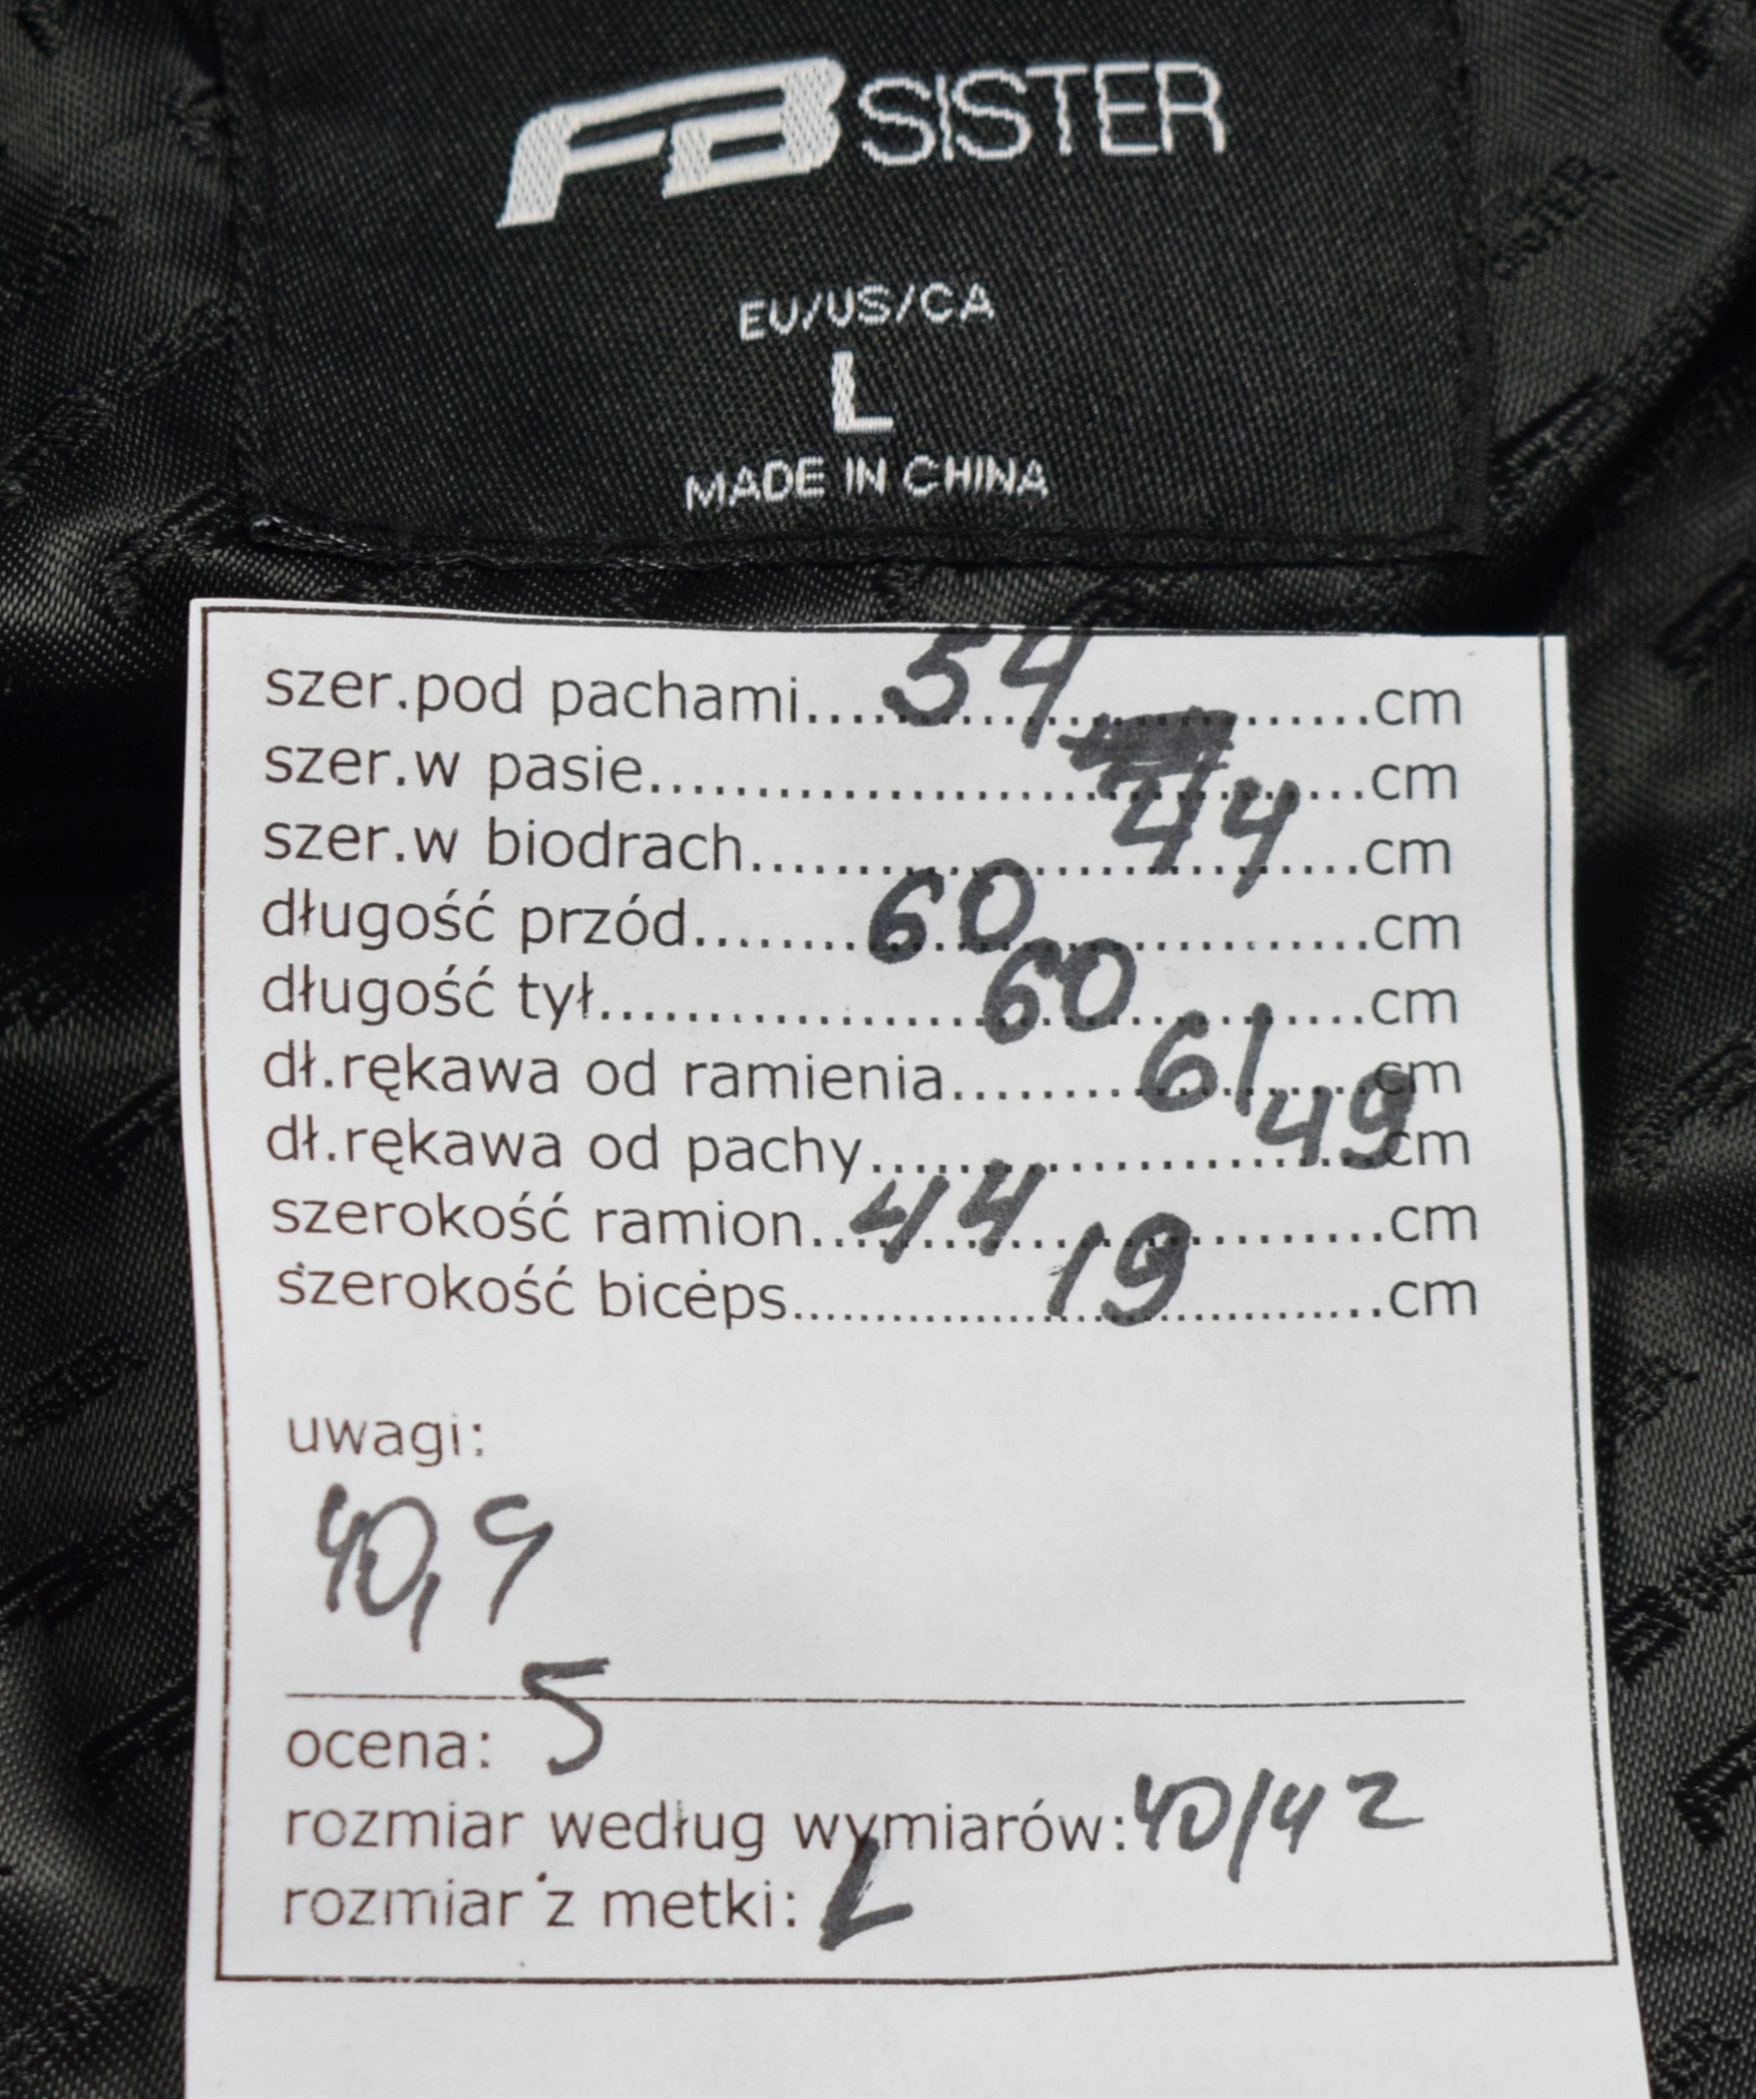 FB SISTER
EU/US/CA
L
MADE IN CHINA
szer.pod pachami....54....cm
szer.w pasie....cm
szer.w biodrach....44....cm
długość przód....60....cm
długość tył....60....cm
dł.rękawa od ramienia....61....cm
dł.rękawa od pachy....49....cm
szerokość ramion....44....cm
szerokość biceps....19....cm
uwagi:
40,9
ocena: 5
rozmiar według wymiarów: 40/42
rozmiar z metki: L